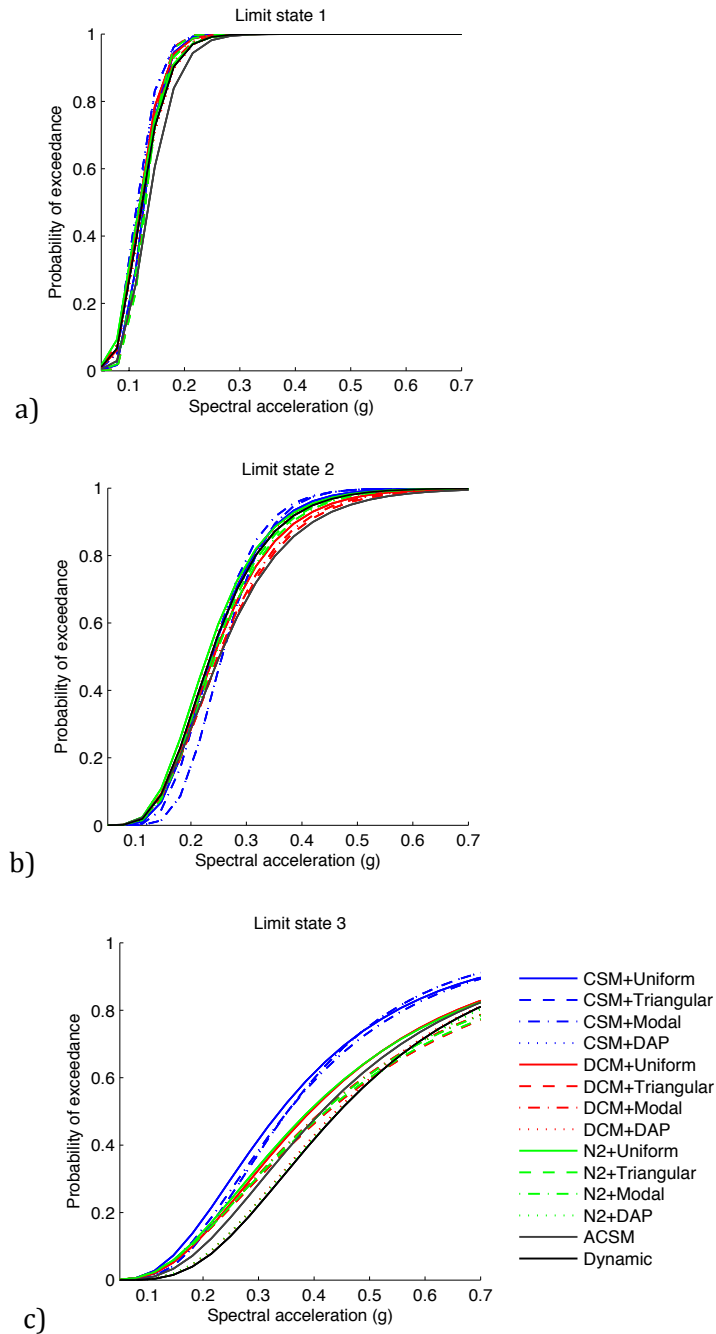 Limit state 1
1
0.8
0.6
0.4
0.2
0
Probability of exceedance
0.1 0.2 0.3 0.4 0.5 0.6 0.7
Spectral acceleration (g)
a)
Limit state 2
1
0.8
0.6
0.4
0.2
0
Probability of exceedance
0.1 0.2 0.3 0.4 0.5 0.6 0.7
Spectral acceleration (g)
b)
Limit state 3
1
0.8
0.6
0.4
0.2
0
Probability of exceedance
0.1 0.2 0.3 0.4 0.5 0.6 0.7
Spectral acceleration (g)
c)
CSM+Uniform
CSM+Triangular
CSM+Modal
CSM+DAP
DCM+Uniform
DCM+Triangular
DCM+Modal
DCM+DAP
N2+Uniform
N2+Triangular
N2+Modal
N2+DAP
ACSM
Dynamic